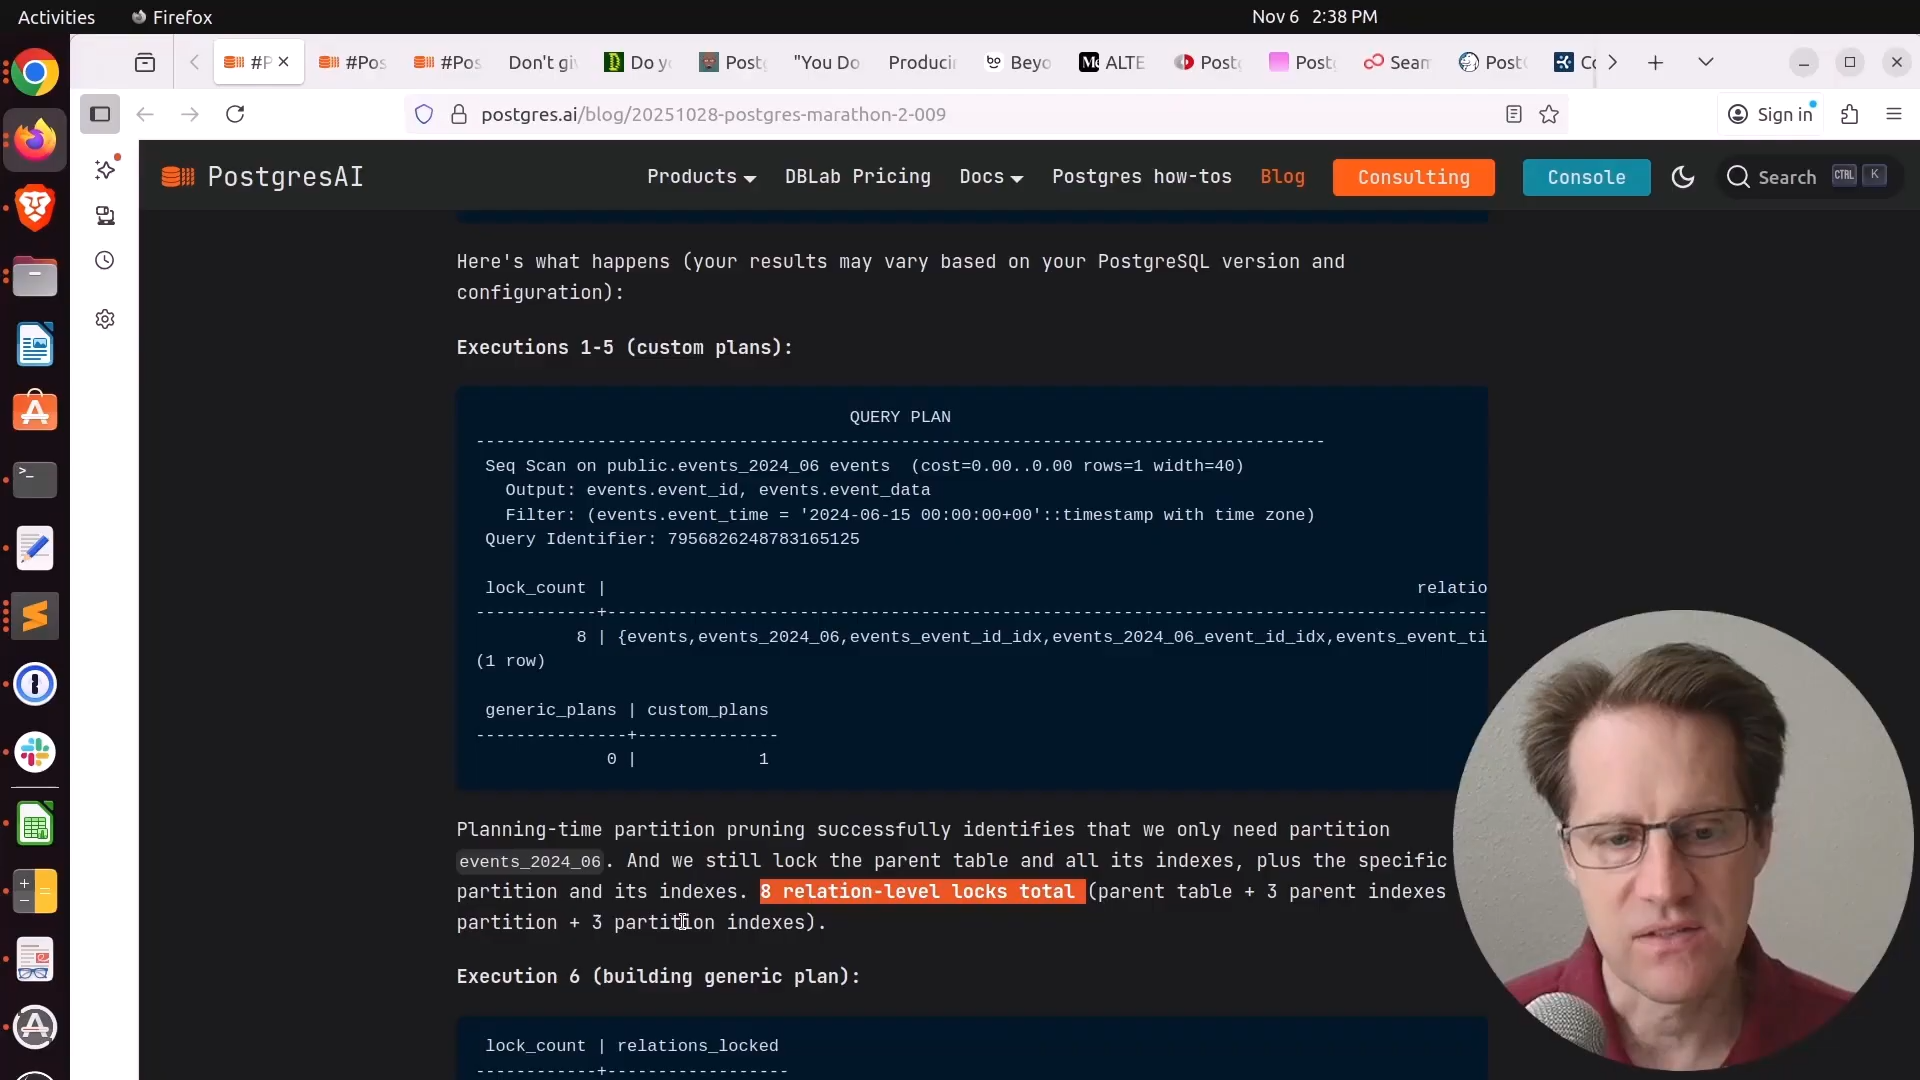 Activities Firefox Nov 6 2:38 PM
#P #Pos #Pos Don't gi Do y Postg "You Do Produci bo Beyo Me ALTE Postg Postg Seam Post Co
postgres.ai/blog/20251028-postgres-marathon-2-009 Sign in
PostgresAI Products DBLab Pricing Docs Postgres how-tos Blog Consulting Console Search CTRL K
Here's what happens (your results may vary based on your PostgreSQL version and
configuration):
Executions 1-5 (custom plans):
QUERY PLAN
-------------------------------------------------------------------------------------
Seq Scan on public.events_2024_06 events (cost=0.00..0.00 rows=1 width=40)
Output: events.event_id, events.event_data
Filter: (events.event_time = '2024-06-15 00:00:00+00'::timestamp with time zone)
Query Identifier: 7956826248783165125
lock_count | relatio
------------+---------------------------------------------------------------------------------------
8 | {events,events_2024_06,events_event_id_idx,events_2024_06_event_id_idx,events_event_ti
(1 row)
generic_plans | custom_plans
---------------+--------------
0 | 1
Planning-time partition pruning successfully identifies that we only need partition
events_2024_06. And we still lock the parent table and all its indexes, plus the specific
partition and its indexes. 8 relation-level locks total (parent table + 3 parent indexes
partition + 3 partition indexes).
Execution 6 (building generic plan):
lock_count | relations_locked
------------+------------------